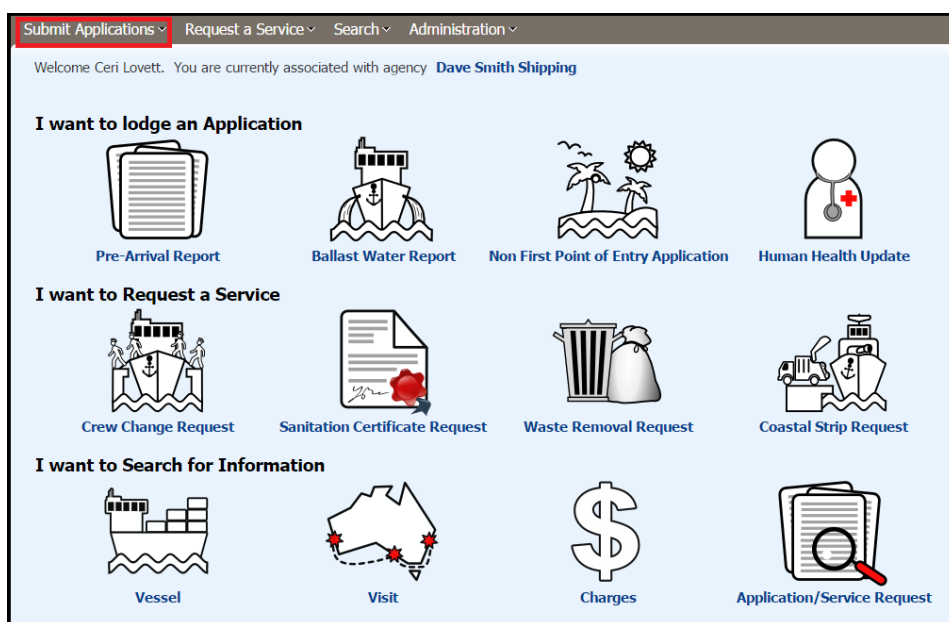 Submit Applications Request a Service Search Administration
Welcome Ceri Lovett. You are currently associated with agency Dave Smith Shipping
I want to lodge an Application
Pre-Arrival Report Ballast Water Report Non First Point of Entry Application Human Health Update
I want to Request a Service
Crew Change Request Sanitation Certificate Request Waste Removal Request Coastal Strip Request
I want to Search for Information
$
Vessel Visit Charges Application/Service Request